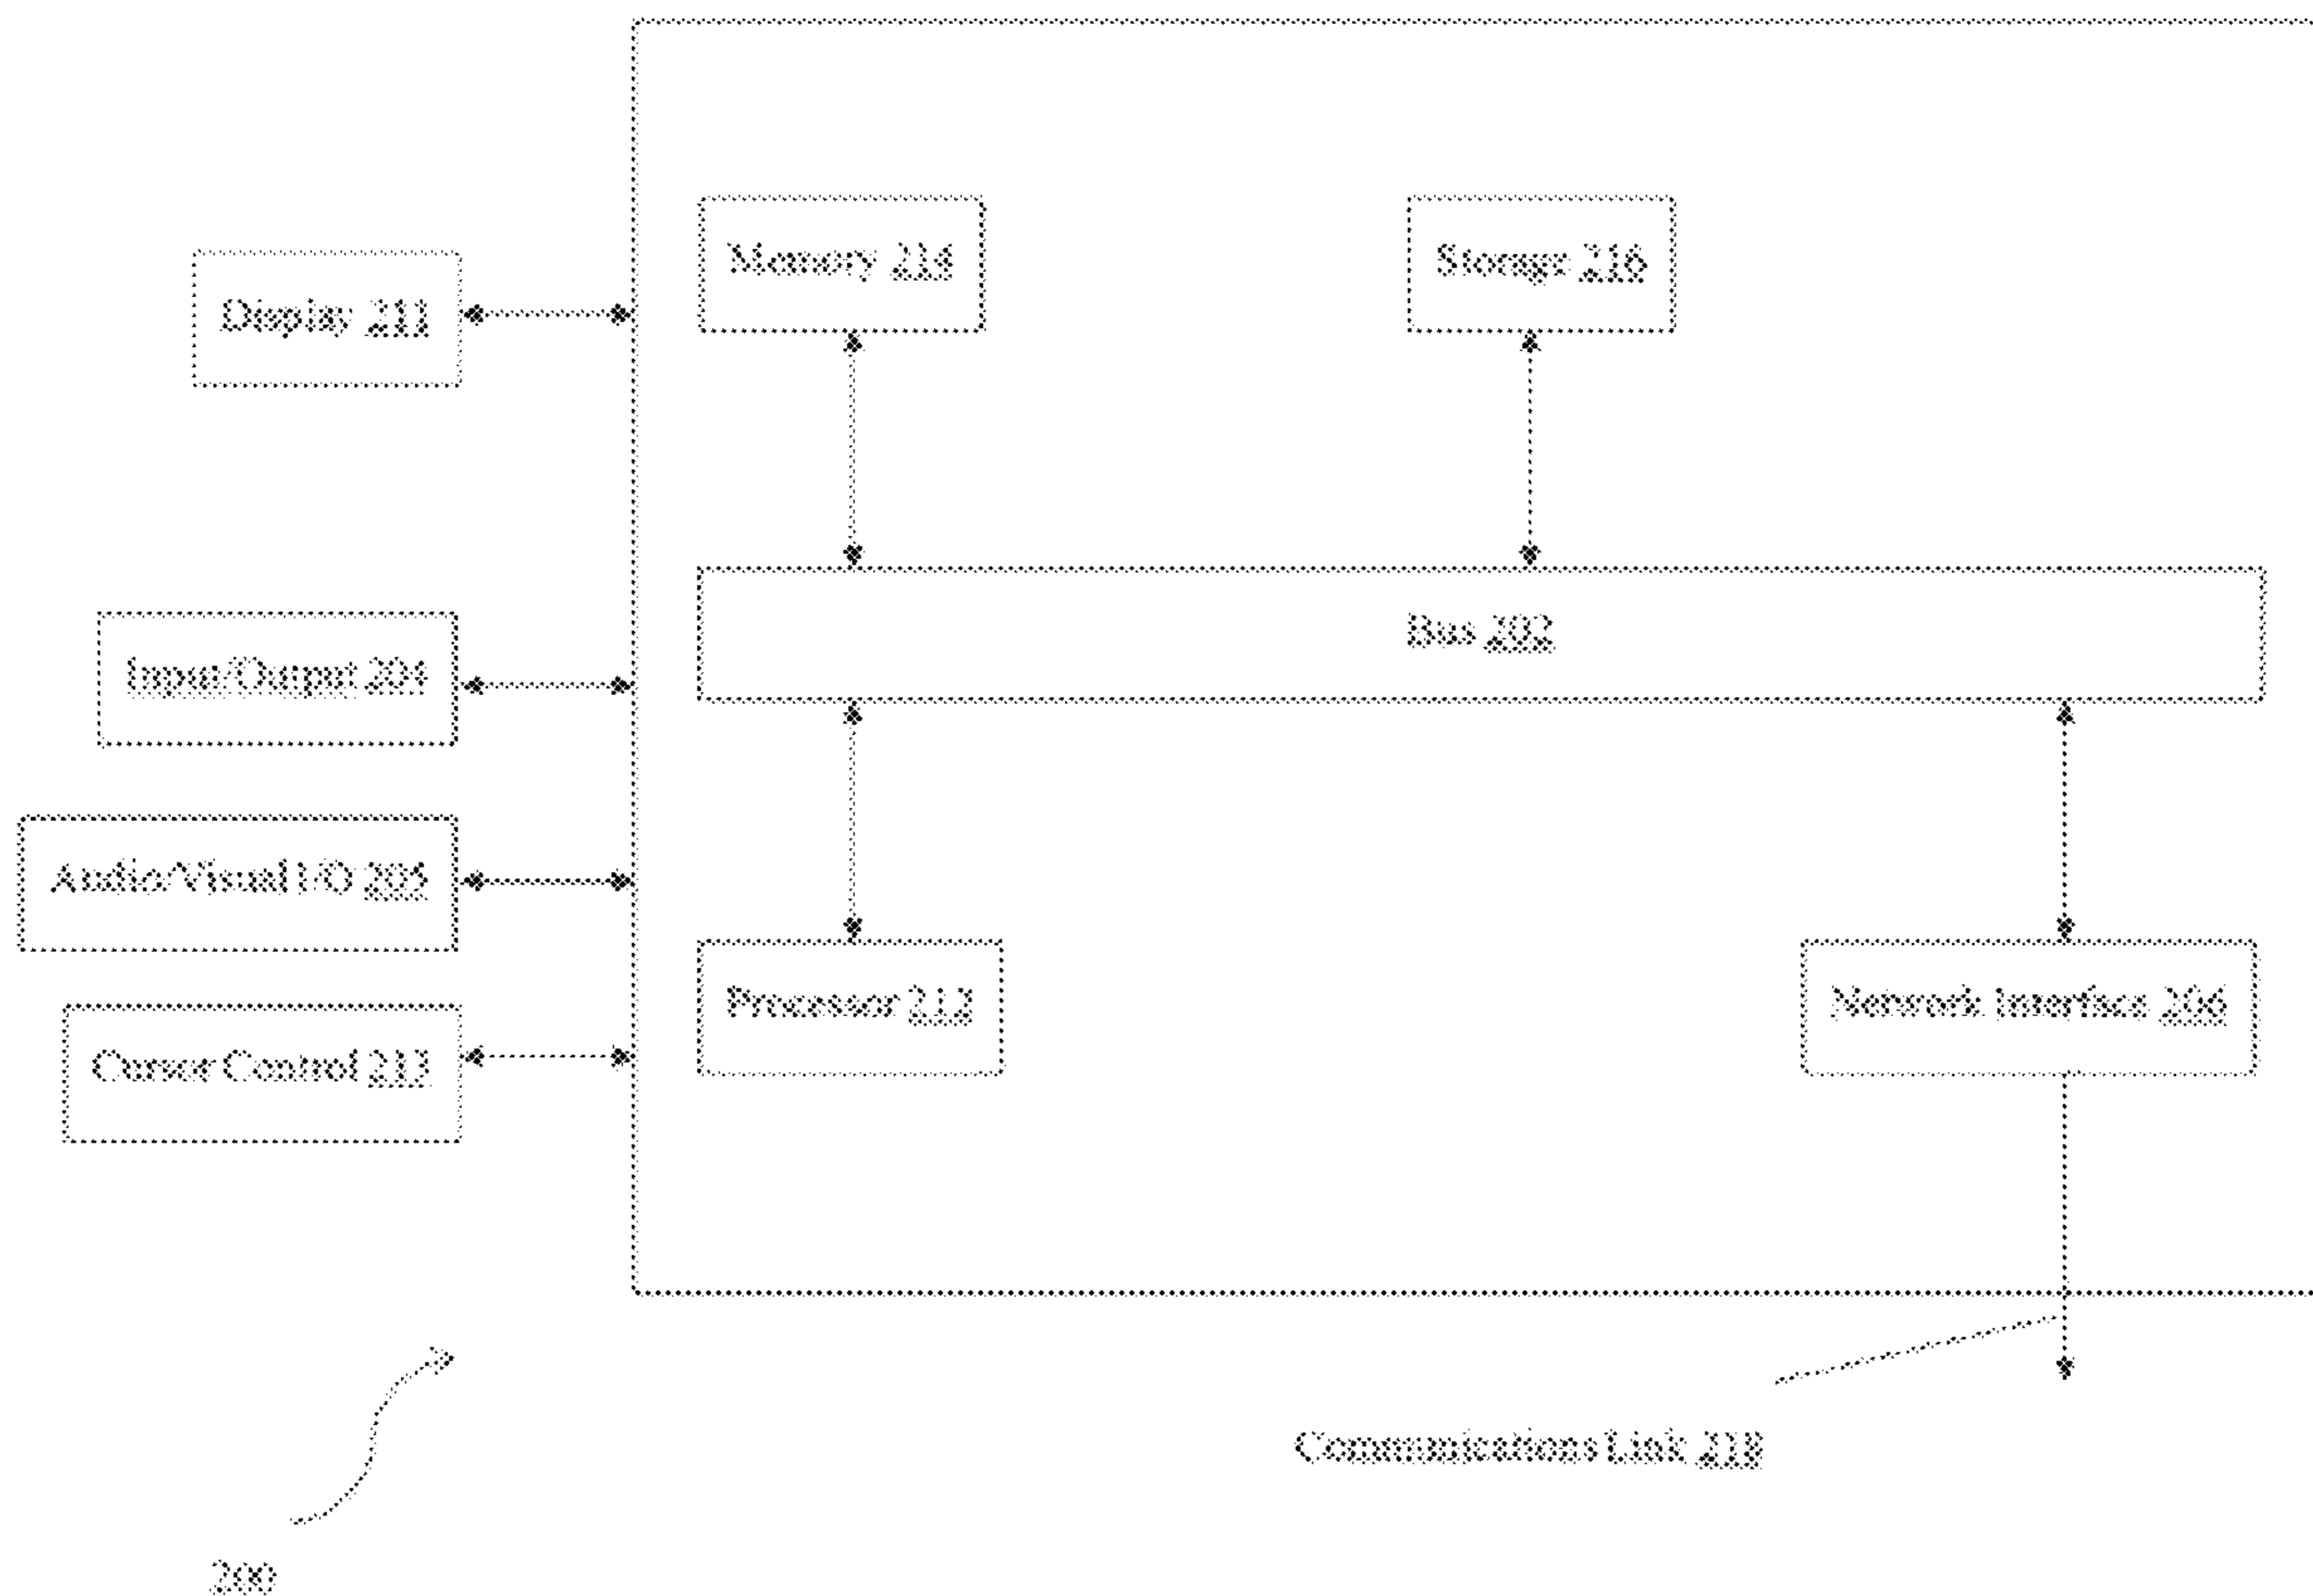 Memory 214
Storage 216
Display 211
Bus 202
Input/Output 204
Audio/Visual I/O 205
Processor 212
Network Interface 206
Cursor Control 213
Communications Link 218
200